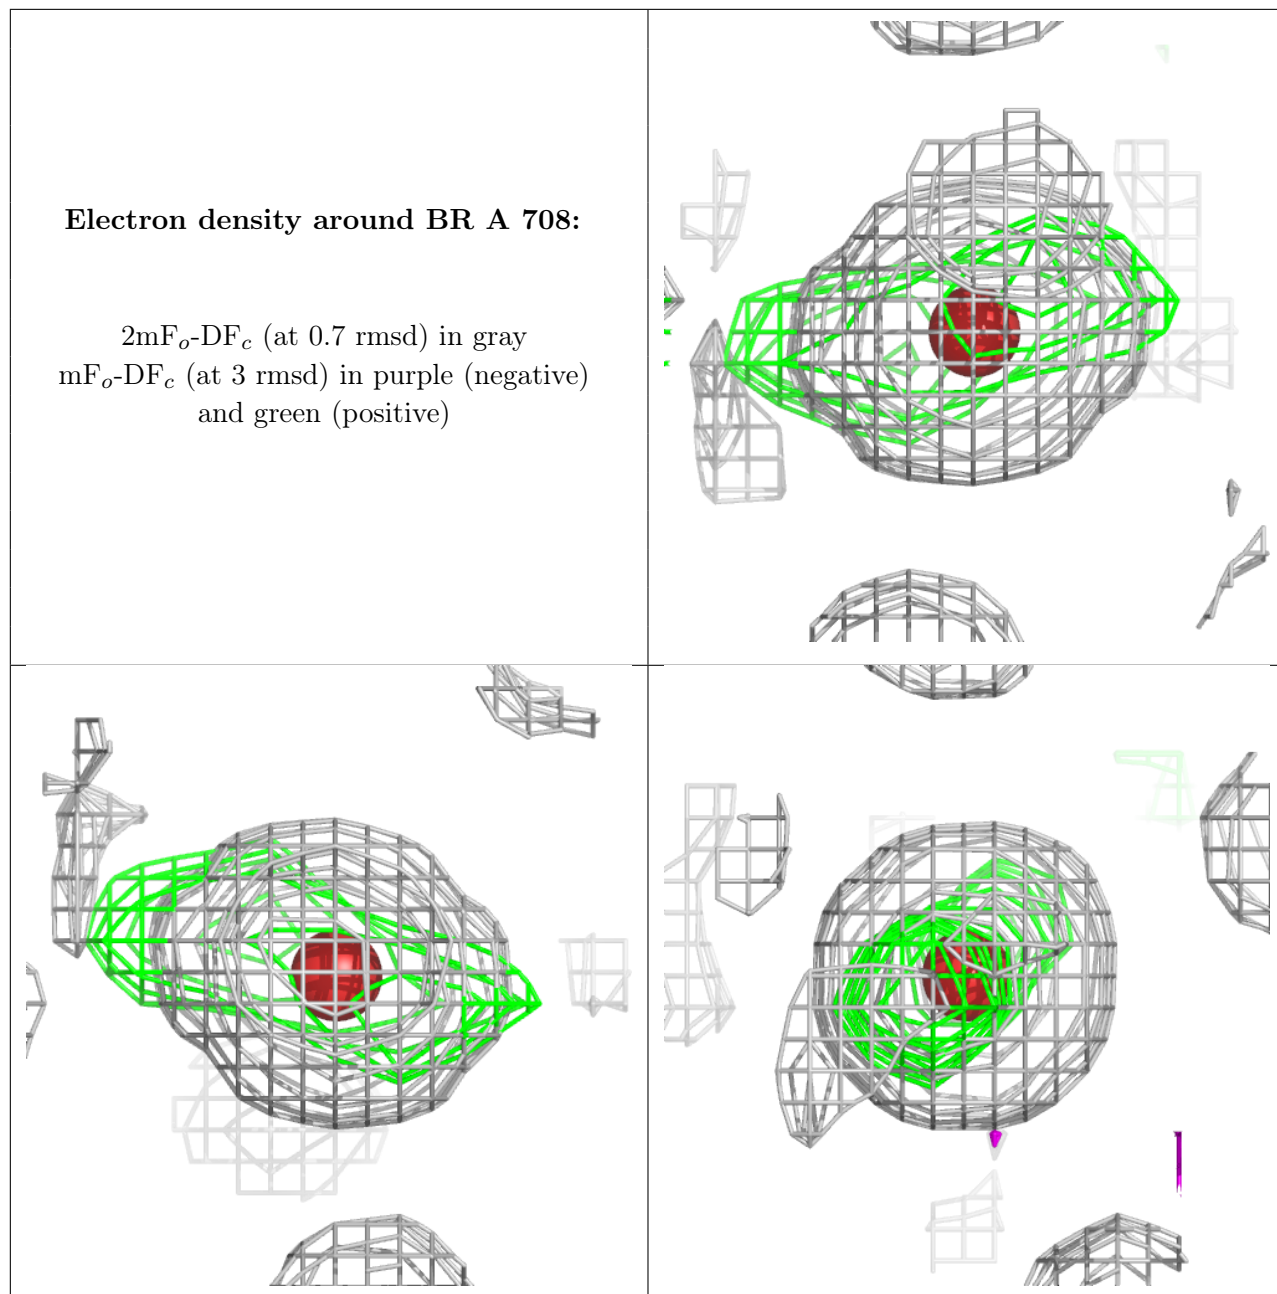 Electron density around BR A 708:
2mFo-DFc (at 0.7 rmsd) in gray
mFo-DFc (at 3 rmsd) in purple (negative)
and green (positive)